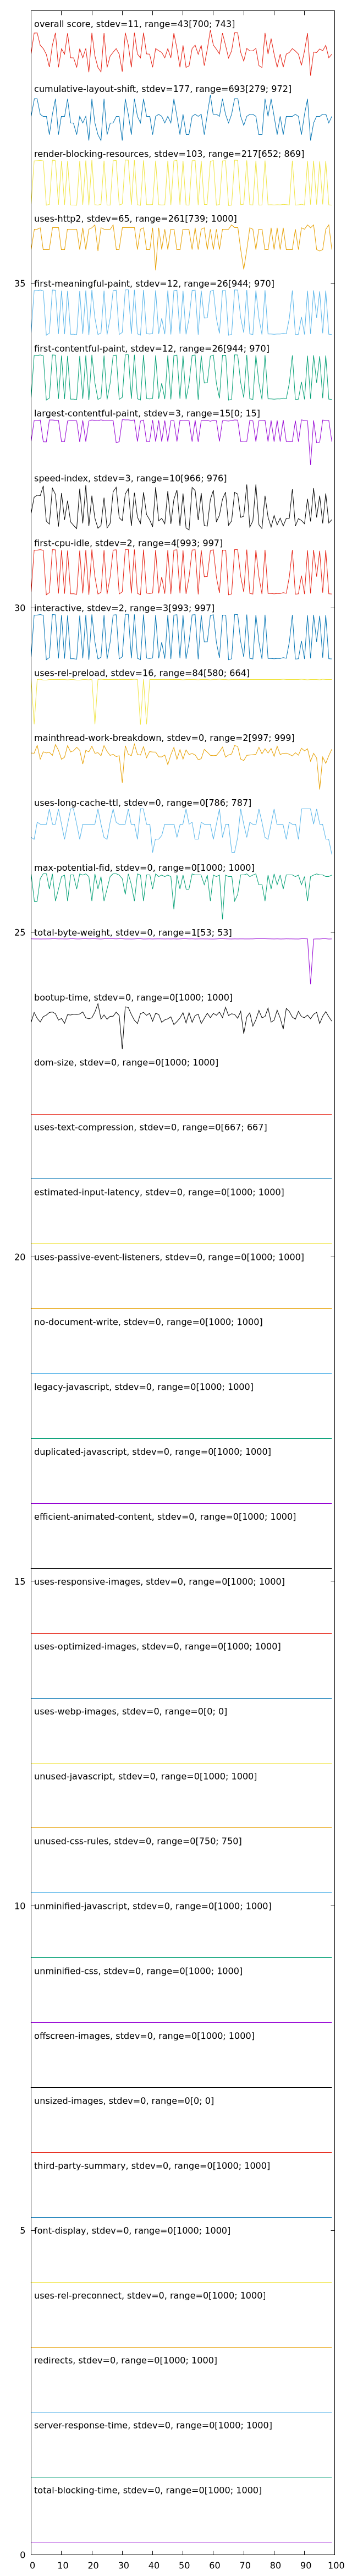 overall score, stdev=11, range=43[700; 743]
cumulative-layout-shift, stdev=177, range=693[279; 972]
render-blocking-resources, stdev=103, range=217[652; 869]
uses-http2, stdev=65, range=261[739; 1000]
35
first-meaningful-paint, stdev=12, range=26[944; 970]
first-contentful-paint, stdev=12, range=26[944; 970]
largest-contentful-paint, stdev=3, range=15[0; 15]
speed-index, stdev=3, range=10[966; 976]
first-cpu-idle, stdev=2, range=4[993; 997]
30
interactive, stdev=2, range=3[993; 997]
uses-rel-preload, stdev=16, range=84[580; 664]
mainthread-work-breakdown, stdev=0, range=2[997; 999]
uses-long-cache-ttl, stdev=0, range=0[786; 787]
max-potential-fid, stdev=0, range=0[1000; 1000]
25
total-byte-weight, stdev=0, range=1[53; 53]
bootup-time, stdev=0, range=0[1000; 1000]
dom-size, stdev=0, range=0[1000; 1000]
uses-text-compression, stdev=0, range=0[667; 667]
estimated-input-latency, stdev=0, range=0[1000; 1000]
20
uses-passive-event-listeners, stdev=0, range=0[1000; 1000]
no-document-write, stdev=0, range=0[1000; 1000]
legacy-javascript, stdev=0, range=0[1000; 1000]
duplicated-javascript, stdev=0, range=0[1000; 1000]
efficient-animated-content, stdev=0, range=0[1000; 1000]
15
uses-responsive-images, stdev=0, range=0[1000; 1000]
uses-optimized-images, stdev=0, range=0[1000; 1000]
uses-webp-images, stdev=0, range=0[0; 0]
unused-javascript, stdev=0, range=0[1000; 1000]
unused-css-rules, stdev=0, range=0[750; 750]
10
unminified-javascript, stdev=0, range=0[1000; 1000]
unminified-css, stdev=0, range=0[1000; 1000]
offscreen-images, stdev=0, range=0[1000; 1000]
unsized-images, stdev=0, range=0[0; 0]
third-party-summary, stdev=0, range=0[1000; 1000]
5
font-display, stdev=0, range=0[1000; 1000]
uses-rel-preconnect, stdev=0, range=0[1000; 1000]
redirects, stdev=0, range=0[1000; 1000]
server-response-time, stdev=0, range=0[1000; 1000]
total-blocking-time, stdev=0, range=0[1000; 1000]
0
0 10 20 30 40 50 60 70 80 90 100